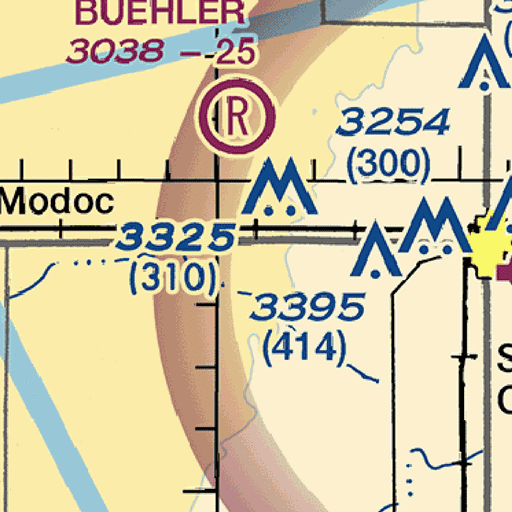 BUEHLER
3038 – 25
R
3254
(300)
Modoc
3325
(310)
3395
(414)
S
C